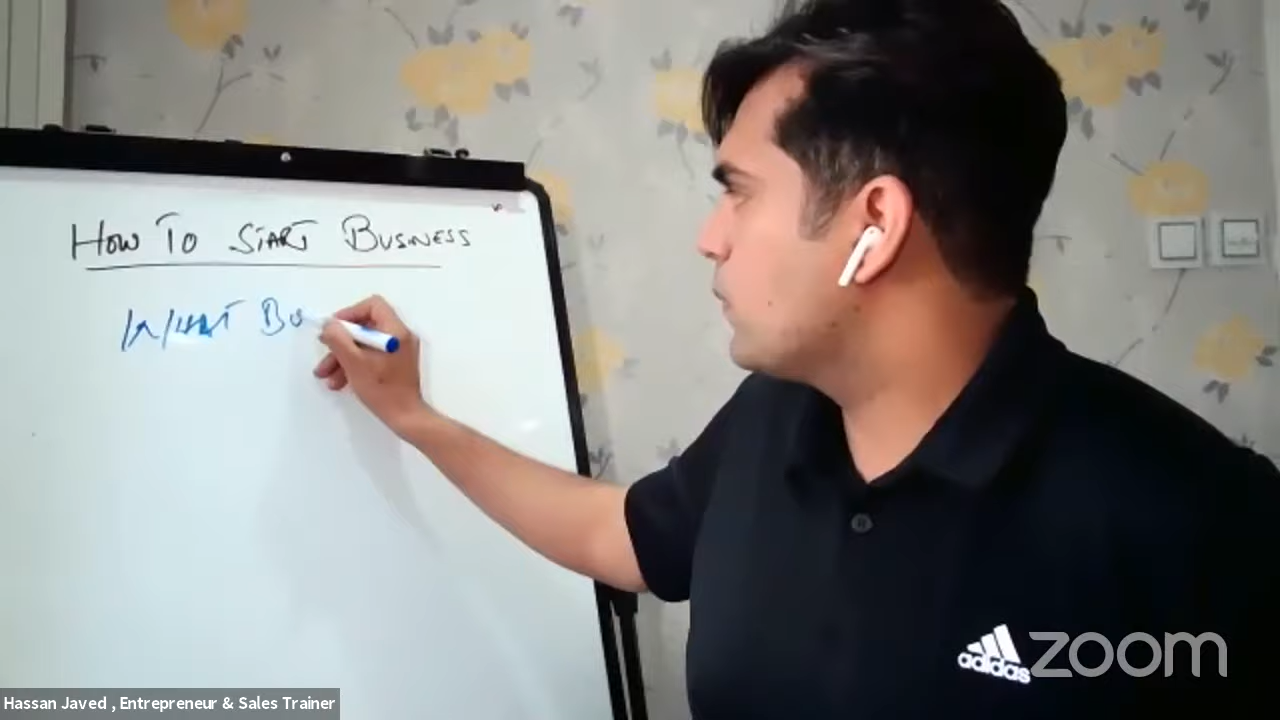 HOW TO START BUSINESS
WHAT BU
adidas
zoom
Hassan Javed , Entrepreneur & Sales Trainer